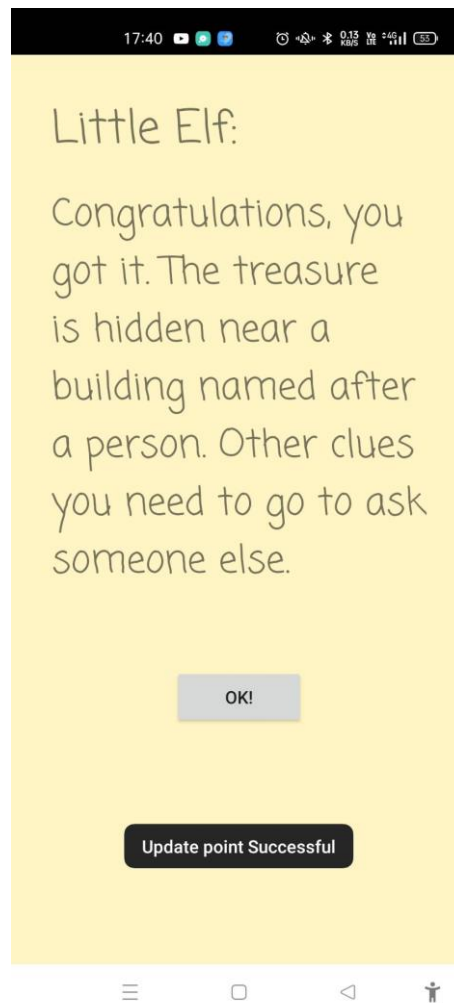 17:40 0.13 KB/S Vo LTE 4G 53
Little Elf:
Congratulations, you
got it. The treasure
is hidden near a
building named after
a person. Other clues
you need to go to ask
someone else.
OK!
Update point Successful